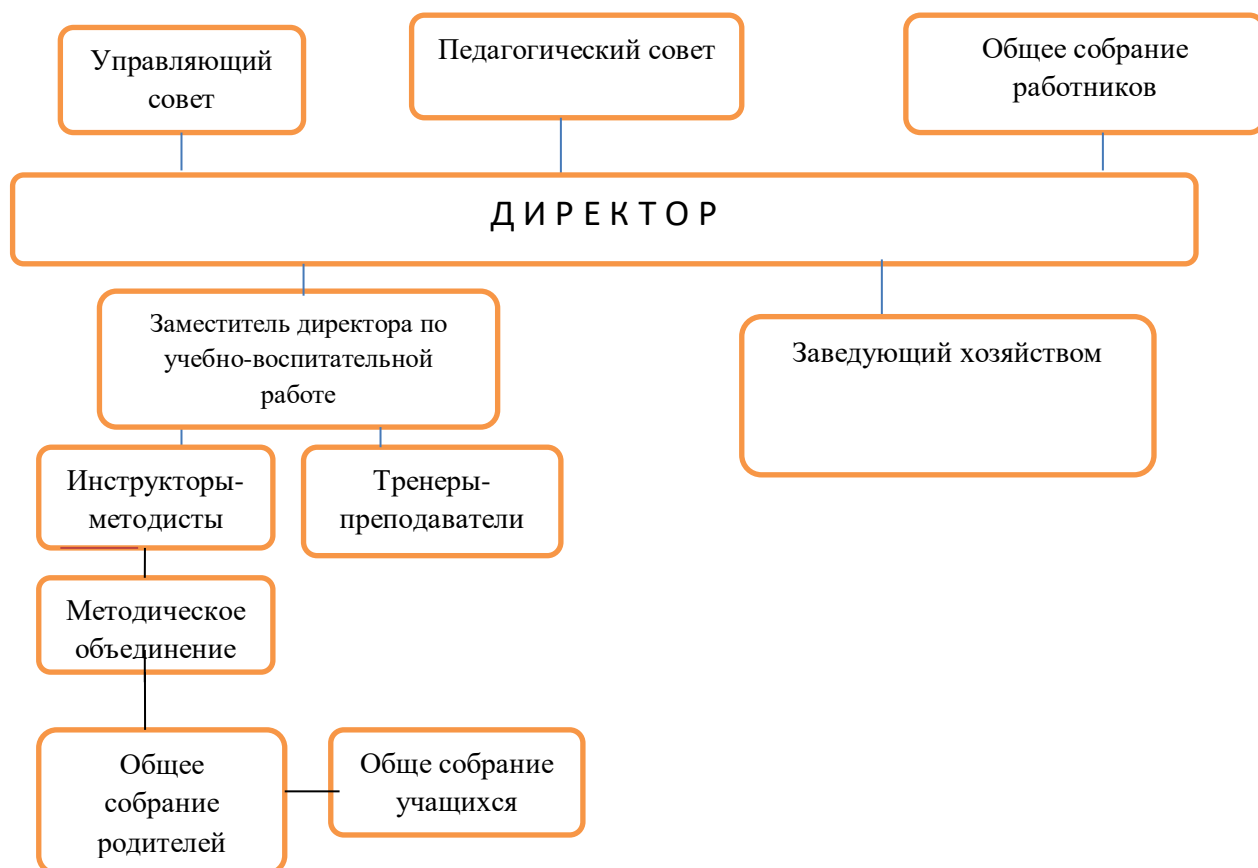 Управляющий
совет
Педагогический совет
Общее собрание
работников
Д И Р Е К Т О Р
Заместитель директора по
учебно-воспитательной
работе
Заведующий хозяйством
Инструкторы-
методисты
Тренеры-
преподаватели
Методическое
объединение
Общее
собрание
родителей
Обще собрание
учащихся